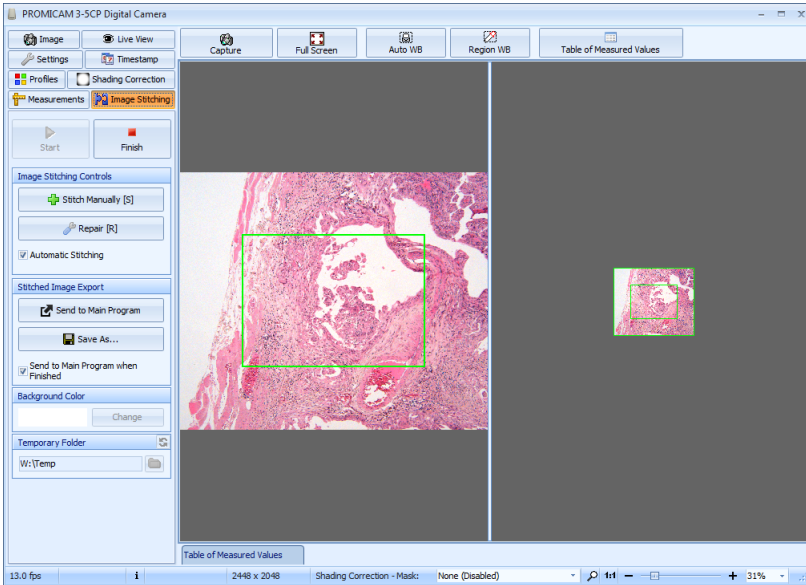 PROMICAM 3-5CP Digital Camera
Image
Live View
Settings
Timestamp
Profiles
Shading Correction
Measurements
Image Stitching
Capture
Full Screen
Auto WB
Region WB
Table of Measured Values
Start
Finish
Image Stitching Controls
Stitch Manually [S]
Repair [R]
Automatic Stitching
Stitched Image Export
Send to Main Program
Save As...
Send to Main Program when
Finished
Background Color
Change
Temporary Folder
W:\Temp
Table of Measured Values
13.0 fps
i
2448 x 2048
Shading Correction - Mask:
None (Disabled)
1:1
31%